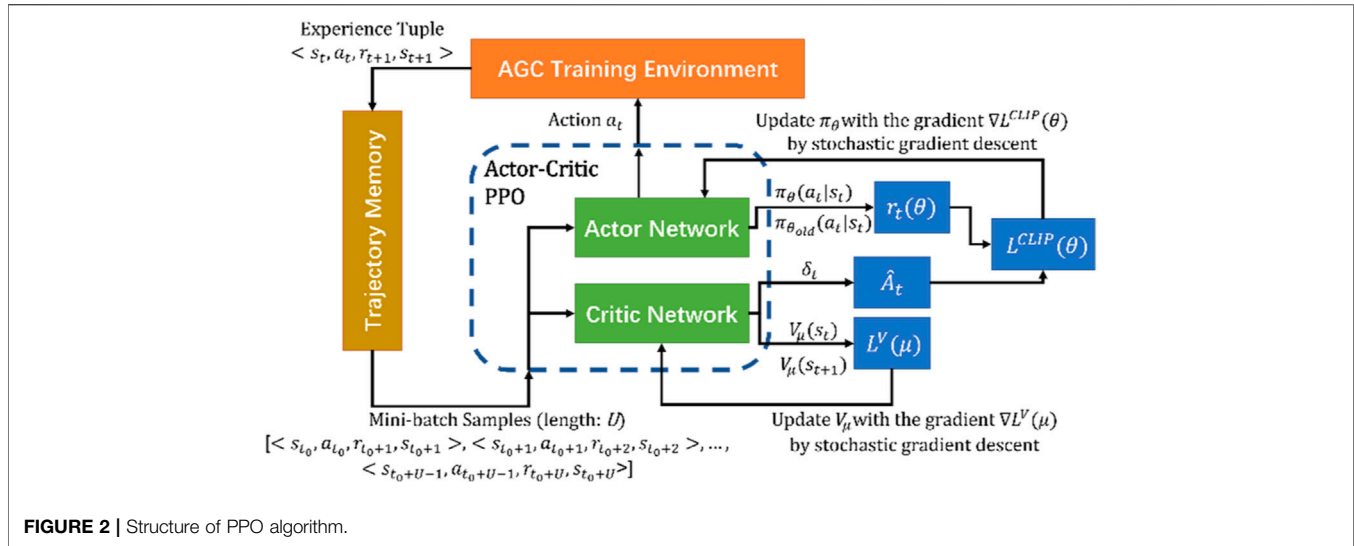 Experience Tuple
< s_t, a_t, r_{t+1}, s_{t+1} >
AGC Training Environment
Action a_t
Update π_θ with the gradient ∇L^{CLIP}(θ)
by stochastic gradient descent
Trajectory Memory
Actor-Critic
PPO
Actor Network
π_θ(a_t|s_t)
π_{θ_{old}}(a_t|s_t)
r_t(θ)
L^{CLIP}(θ)
δ_t
Â_t
Critic Network
V_μ(s_t)
V_μ(s_{t+1})
L^V(μ)
Mini-batch Samples (length: U)
[< s_{t_0}, a_{t_0}, r_{t_0+1}, s_{t_0+1} >, < s_{t_0+1}, a_{t_0+1}, r_{t_0+2}, s_{t_0+2} >, ...,
< s_{t_0+U-1}, a_{t_0+U-1}, r_{t_0+U}, s_{t_0+U} >]
Update V_μ with the gradient ∇L^V(μ)
by stochastic gradient descent
FIGURE 2 | Structure of PPO algorithm.